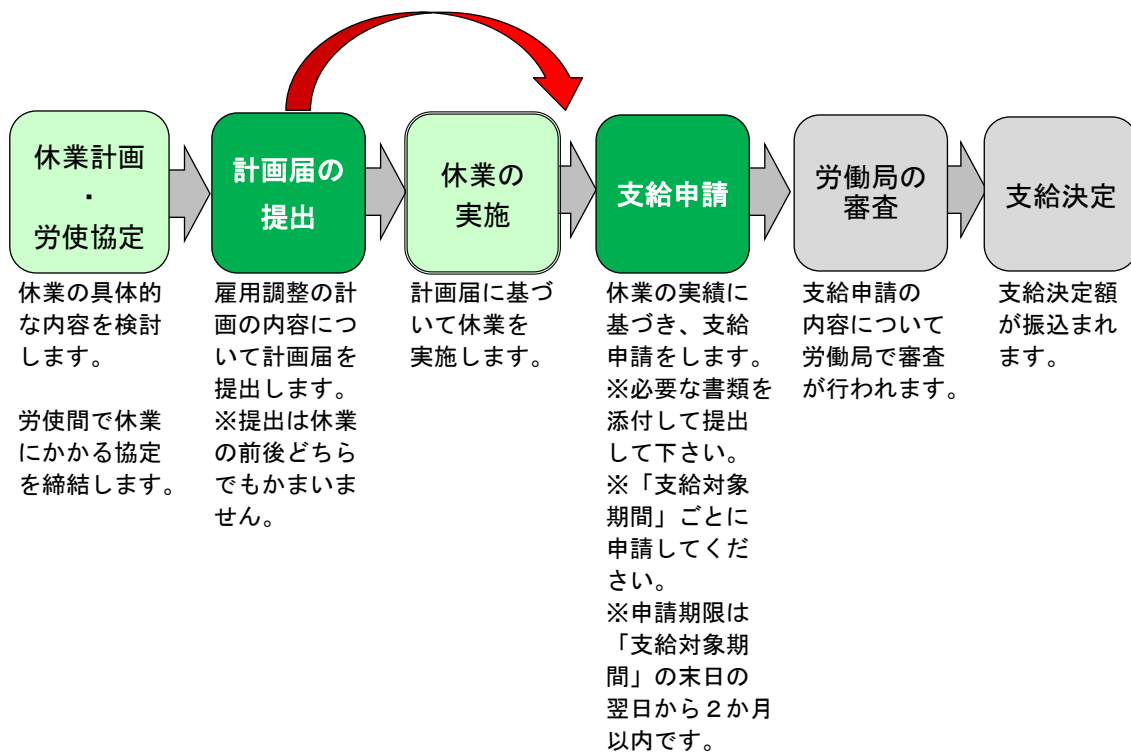 休業計画
・
労使協定
計画届の
提出
休業の
実施
支給申請
労働局の
審査
支給決定
休業の具体的
な内容を検討
します。
労使間で休業
にかかる協定
を締結します。
雇用調整の計
画の内容につ
いて計画届を
提出します。
※提出は休業
の前後どちら
でもかまいま
せん。
計画届に基づ
いて休業を
実施します。
休業の実績に
基づき、支給
申請をします。
※必要な書類を
添付して提出
して下さい。
※「支給対象
期間」ごとに
申請してくだ
さい。
※申請期限は
「支給対象期
間」の末日の
翌日から２か月
以内です。
支給申請の
内容について
労働局で審査
が行われます。
支給決定額
が振込まれ
ます。